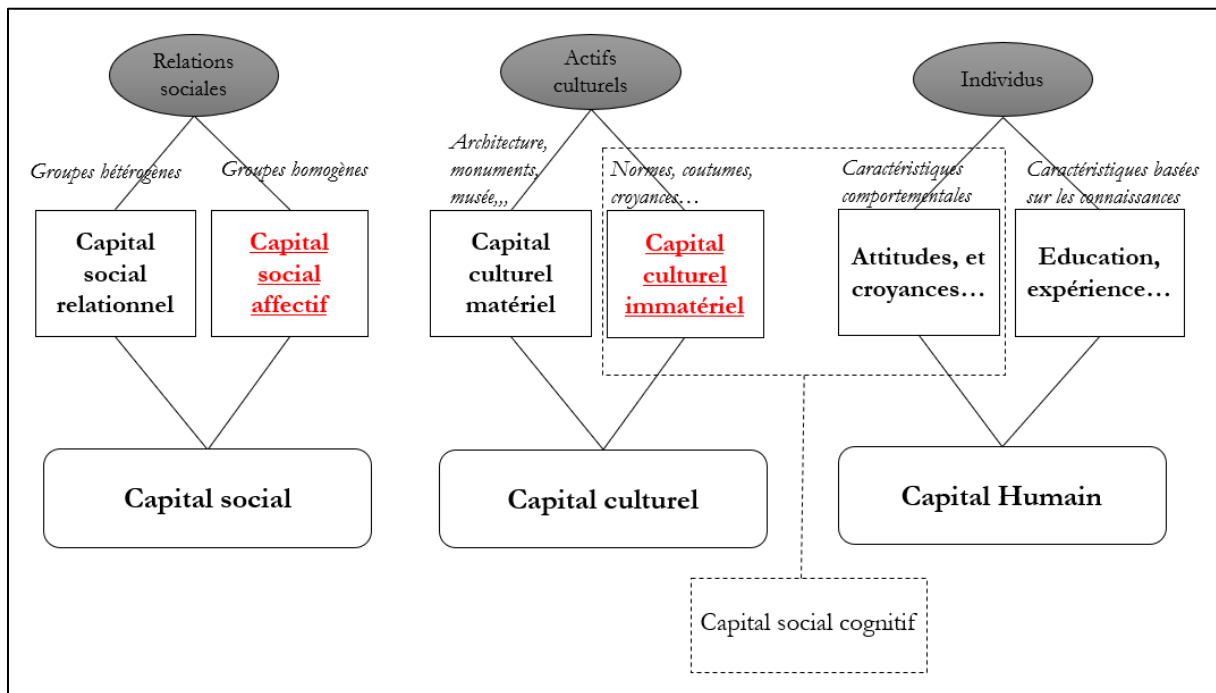 Relations
sociales
Actifs
culturels
Individus
Groupes hétérogènes
Groupes homogènes
Architecture,
monuments,
musée,,,
Normes, coutumes,
croyances…
Caractéristiques
comportementales
Caractéristiques basées
sur les connaissances
Capital
social
relationnel
Capital
social
affectif
Capital
culturel
matériel
Capital
culturel
immatériel
Attitudes, et
croyances…
Education,
expérience…
Capital social
Capital culturel
Capital Humain
Capital social cognitif